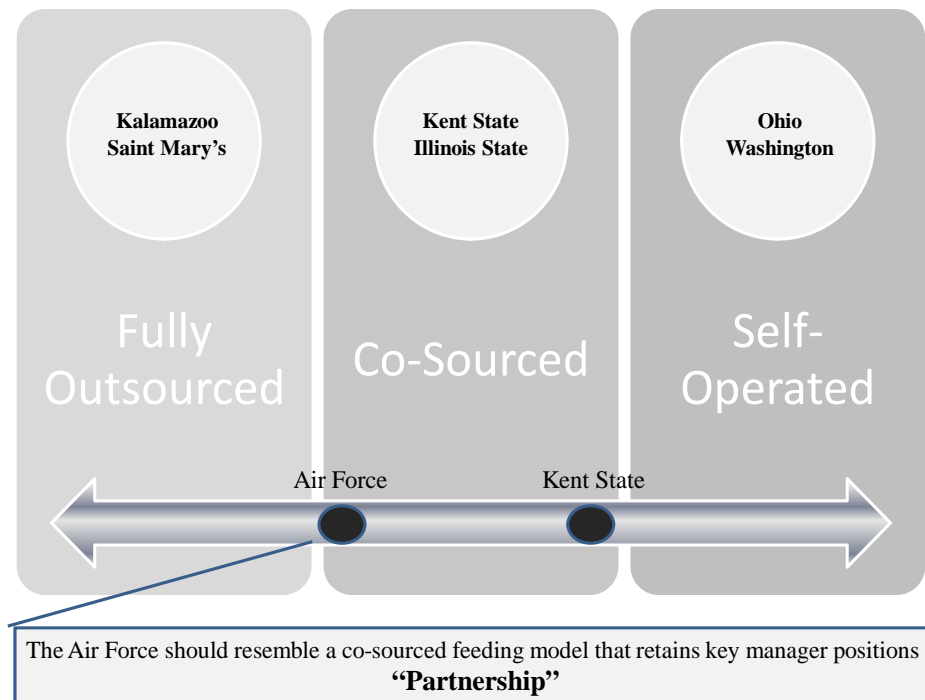 Kalamazoo
Saint Mary's
Kent State
Illinois State
Ohio
Washington
Fully
Outsourced
Co-Sourced
Self-
Operated
Air Force
Kent State
The Air Force should resemble a co-sourced feeding model that retains key manager positions
“Partnership”